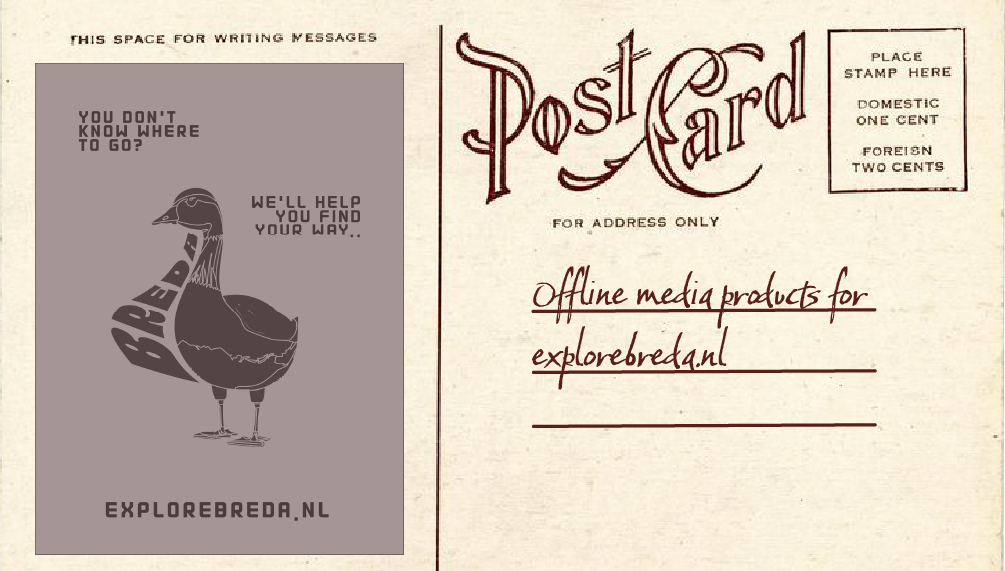 THIS SPACE FOR WRITING MESSAGES
YOU DON'T
KNOW WHERE
TO GO?
WE'LL HELP
YOU FIND
YOUR WAY..
BREDA
EXPLOREBREDA.NL
Post Card
PLACE
STAMP HERE
DOMESTIC
ONE CENT
FOREIGN
TWO CENTS
FOR ADDRESS ONLY
Offline media products for
explorebreda.nl